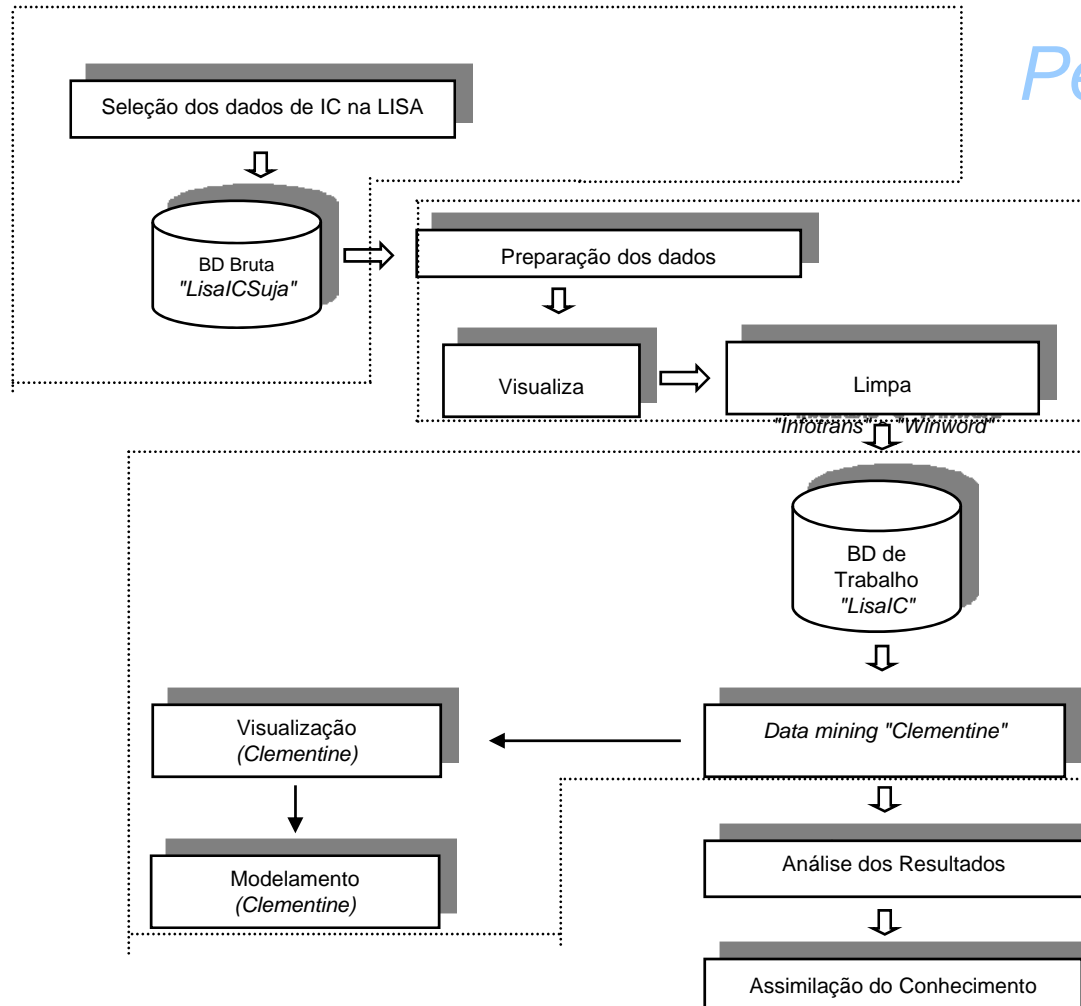 Pe
Seleção dos dados de IC na LISA
BD Bruta
"LisaICSuja"
Preparação dos dados
Visualiza
Limpa
"Infotrans" "Winword"
BD de
Trabalho
"LisaIC"
Visualização
(Clementine)
Data mining "Clementine"
Modelamento
(Clementine)
Análise dos Resultados
Assimilação do Conhecimento